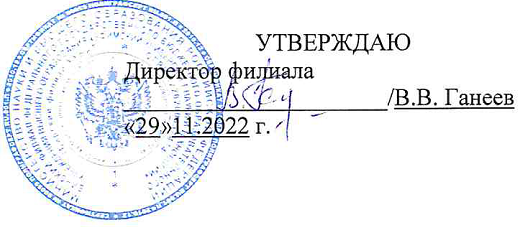 УТВЕРЖДАЮ
Директор филиала
/В.В. Ганеев
«29»11.2022 г.